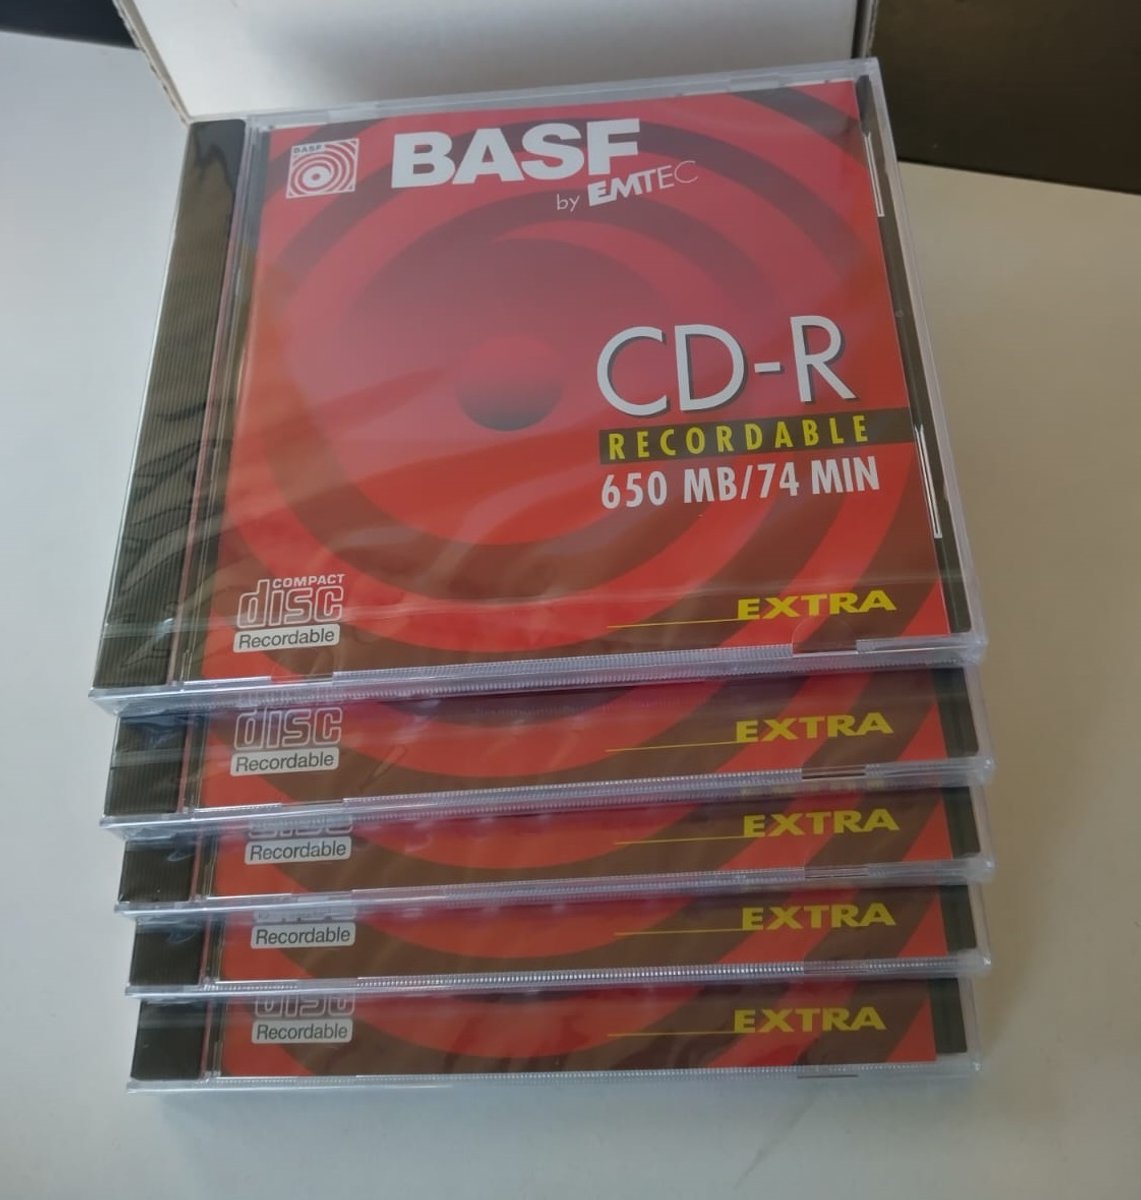 BASF
BASF
by EMTEC
CD-R
RECORDABLE
650 MB/74 MIN
COMPACT
disc
Recordable
EXTRA
disc
Recordable
EXTRA
Recordable
EXTRA
Recordable
EXTRA
disc
Recordable
EXTRA